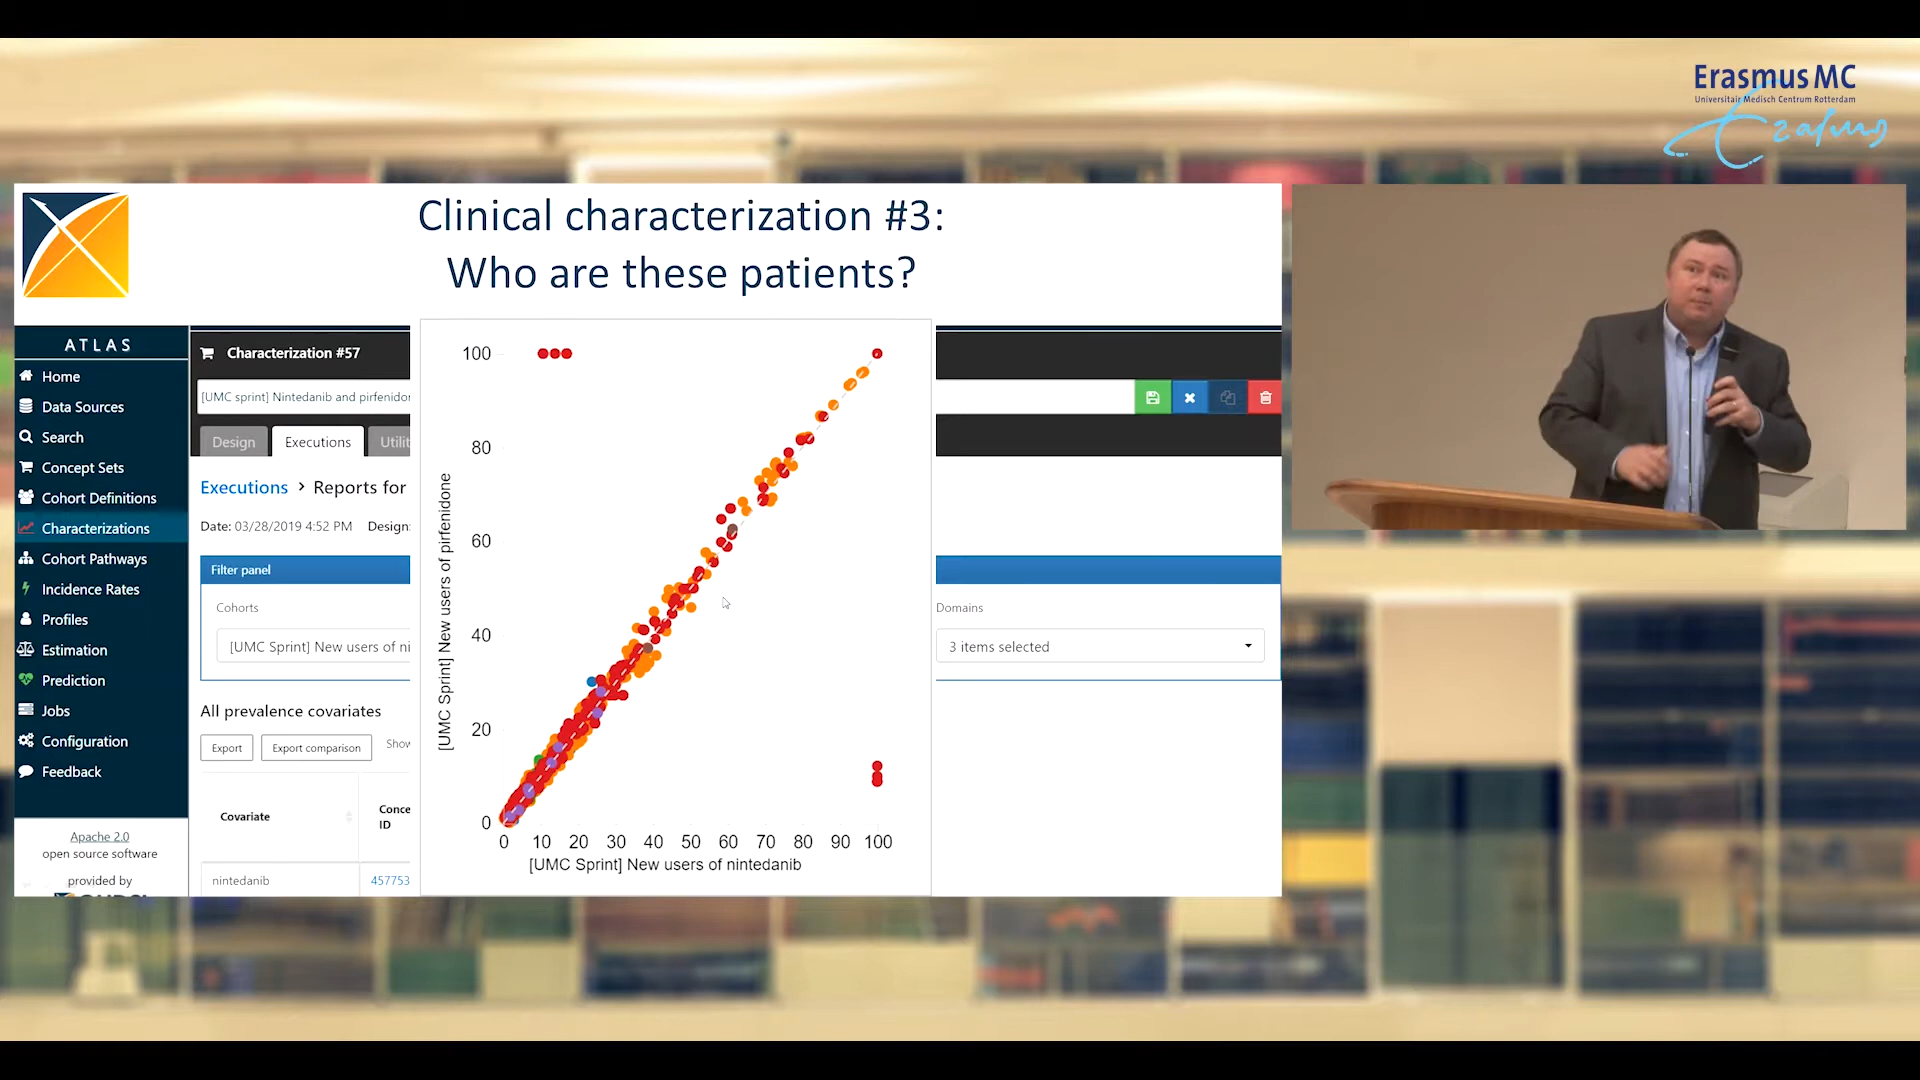 Erasmus MC
Universitair Medisch Centrum Rotterdam
Erasmus
Clinical characterization #3:
Who are these patients?
ATLAS
Home
Data Sources
Search
Concept Sets
Cohort Definitions
Characterizations
Cohort Pathways
Incidence Rates
Profiles
Estimation
Prediction
Jobs
Configuration
Feedback
Apache 2.0
open source software
provided by
Characterization #57
[UMC sprint] Nintedanib and pirfenidor
Design
Executions
Utilit
Executions > Reports for
Date: 03/28/2019 4:52 PM Design:
Filter panel
Cohorts
[UMC Sprint] New users of ni
Domains
3 items selected
All prevalence covariates
Export
Export comparison
Show
Covariate
Conce
ID
nintedanib
457753
[UMC Sprint] New users of pirfenidone
100
80
60
40
20
0
0 10 20 30 40 50 60 70 80 90 100
[UMC Sprint] New users of nintedanib